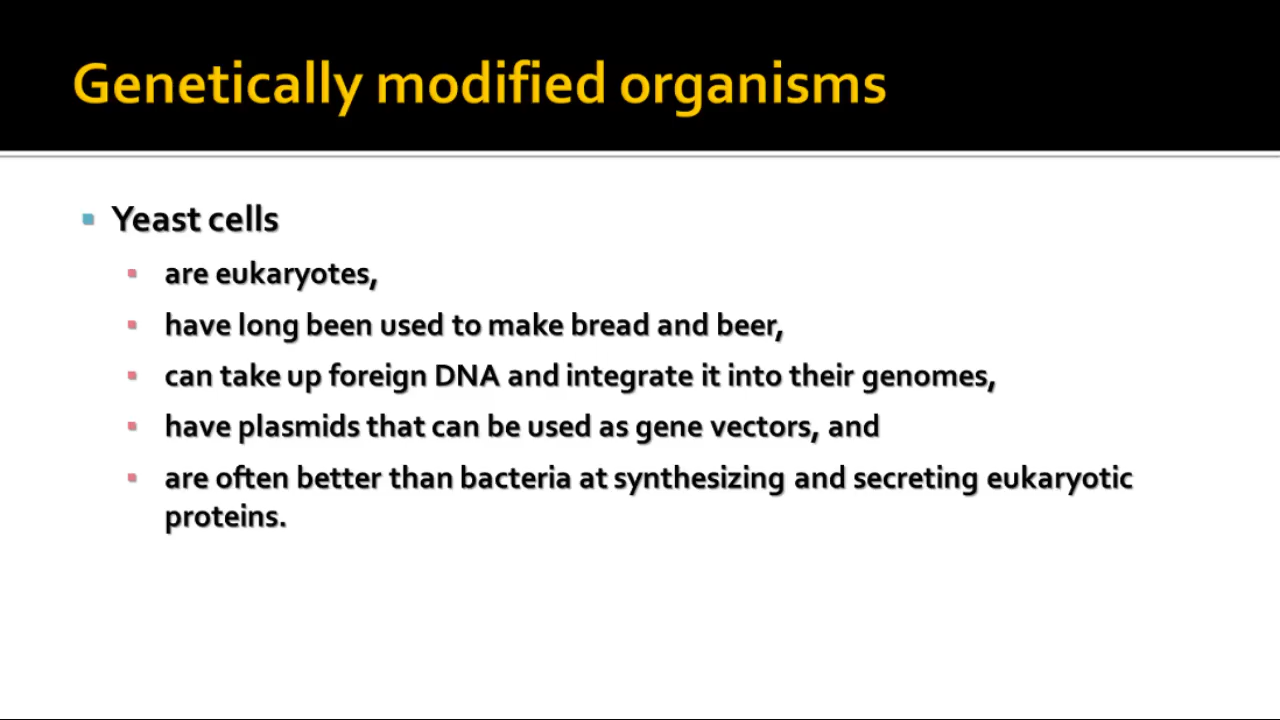 Genetically modified organisms
Yeast cells
are eukaryotes,
have long been used to make bread and beer,
can take up foreign DNA and integrate it into their genomes,
have plasmids that can be used as gene vectors, and
are often better than bacteria at synthesizing and secreting eukaryotic
proteins.